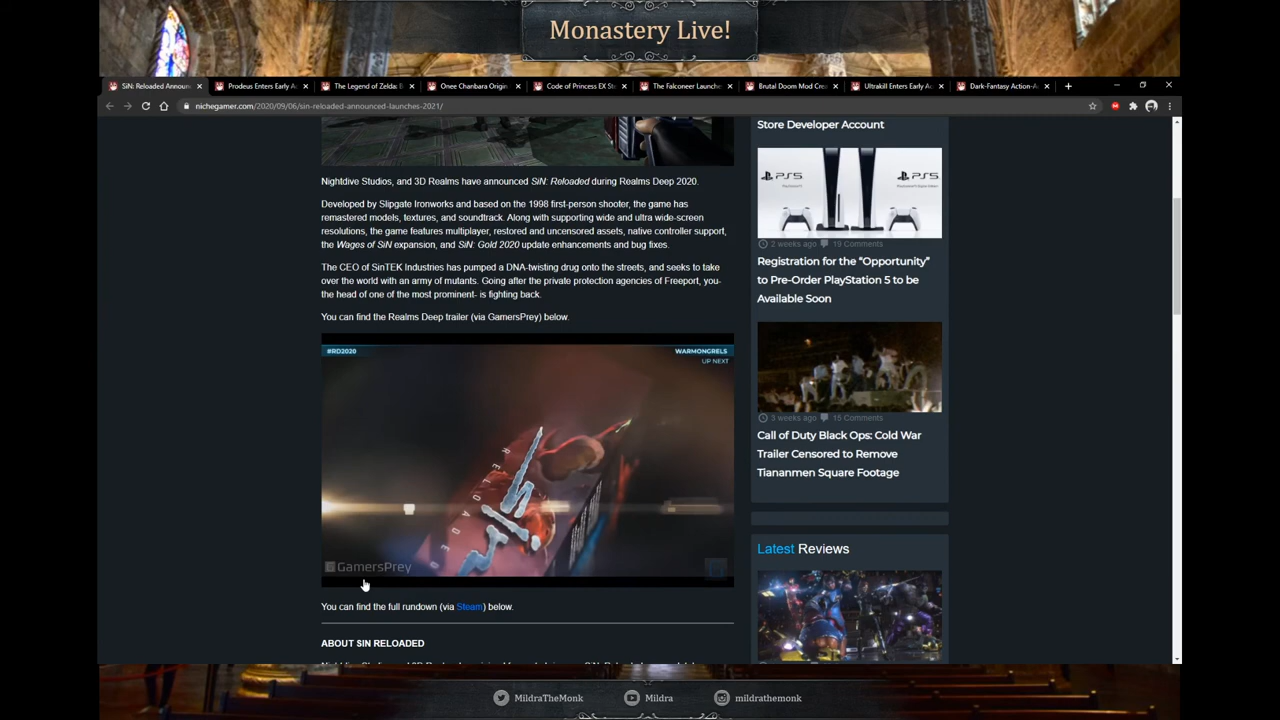 Monastery Live!
SiN: Reloaded Announ
Prodeus Enters Early Ac
The Legend of Zelda: B
Onee Chanbara Origin
Code of Princess EX St
The Falconeer Launche
Brutal Doom Mod Crea
Ultrakill Enters Early Ac
Dark-Fantasy Action-A
nichegamer.com/2020/09/06/sin-reloaded-announced-launches-2021/
Nightdive Studios, and 3D Realms have announced SiN: Reloaded during Realms Deep 2020.
Developed by Slipgate Ironworks and based on the 1998 first-person shooter, the game has
remastered models, textures, and soundtrack. Along with supporting wide and ultra wide-screen
resolutions, the game features multiplayer, restored and uncensored assets, native controller support,
the Wages of SiN expansion, and SiN: Gold 2020 update enhancements and bug fixes.
The CEO of SinTEK Industries has pumped a DNA-twisting drug onto the streets, and seeks to take
over the world with an army of mutants. Going after the private protection agencies of Freeport, you-
the head of one of the most prominent- is fighting back.
You can find the Realms Deep trailer (via GamersPrey) below.
#RD2020
WARMONGRELS
UP NEXT
SiN
RELOADED
GamersPrey
You can find the full rundown (via Steam) below.
ABOUT SIN RELOADED
Store Developer Account
PS5
PS5
2 weeks ago 19 Comments
Registration for the “Opportunity”
to Pre-Order PlayStation 5 to be
Available Soon
3 weeks ago 15 Comments
Call of Duty Black Ops: Cold War
Trailer Censored to Remove
Tiananmen Square Footage
Latest Reviews
MildraTheMonk
Mildra
mildrathemonk